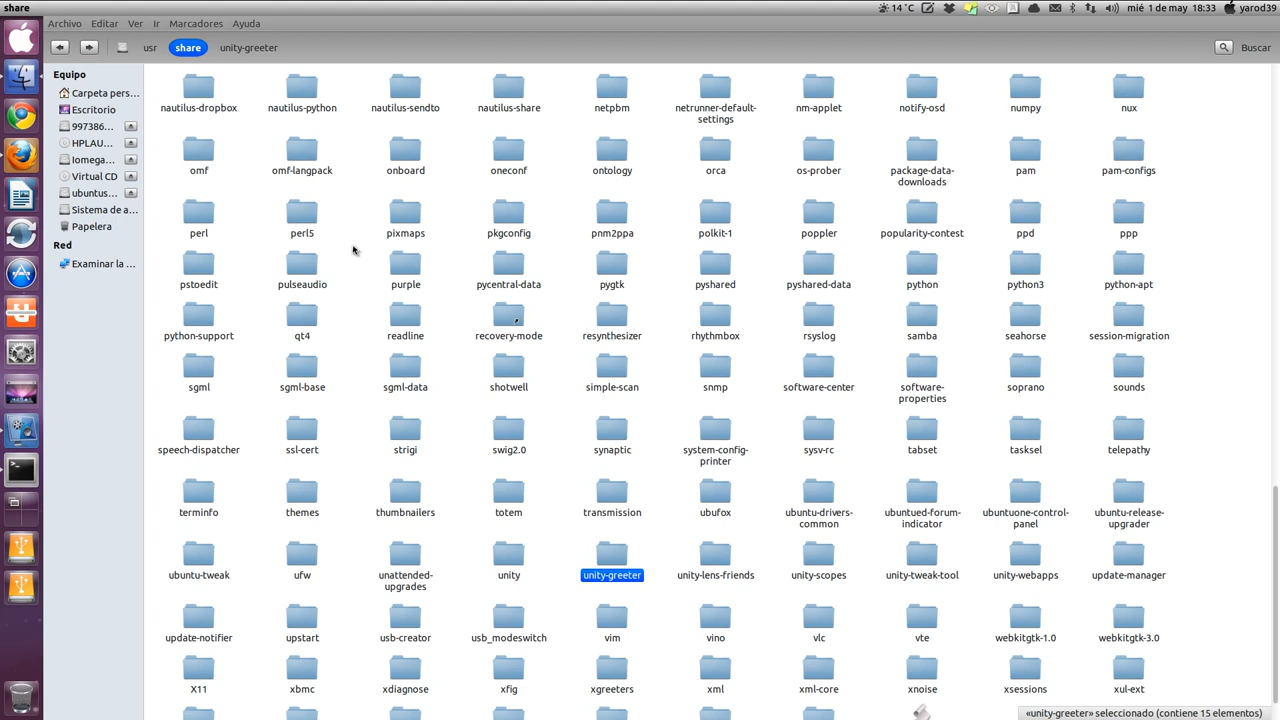 share
14 °C
mié 1 de may
18:33
yarod39
Archivo Editar Ver Ir Marcadores Ayuda
usr share unity-greeter
Buscar
Equipo
Carpeta pers...
Escritorio
997386...
HPLAU...
Iomega...
Virtual CD
ubuntus...
Sistema de a...
Papelera
Red
Examinar la ...
nautilus-dropbox nautilus-python nautilus-sendto nautilus-share netpbm netrunner-default- nm-applet notify-osd numpy nux
settings
omf omf-langpack onboard oneconf ontology orca os-prober package-data- pam pam-configs
downloads
perl perl5 pixmaps pkgconfig pnm2ppa polkit-1 poppler popularity-contest ppd ppp
pstoedit pulseaudio purple pycentral-data pygtk pyshared pyshared-data python python3 python-apt
python-support qt4 readline recovery-mode resynthesizer rhythmbox rsyslog samba seahorse session-migration
sgml sgml-base sgml-data shotwell simple-scan snmp software-center software- soprano sounds
properties
speech-dispatcher ssl-cert strigi swig2.0 synaptic system-config- sysv-rc tabset tasksel telepathy
printer
terminfo themes thumbnailers totem transmission ubufox ubuntu-drivers- ubuntued-forum- ubuntuone-control- ubuntu-release-
common indicator panel upgrader
ubuntu-tweak ufw unattended- unity unity-greeter unity-lens-friends unity-scopes unity-tweak-tool unity-webapps update-manager
upgrades
update-notifier upstart usb-creator usb_modeswitch vim vino vlc vte webkitgtk-1.0 webkitgtk-3.0
X11 xbmc xdiagnose xfig xgreeters xml xml-core xnoise xsessions xul-ext
«unity-greeter» seleccionado (contiene 15 elementos)